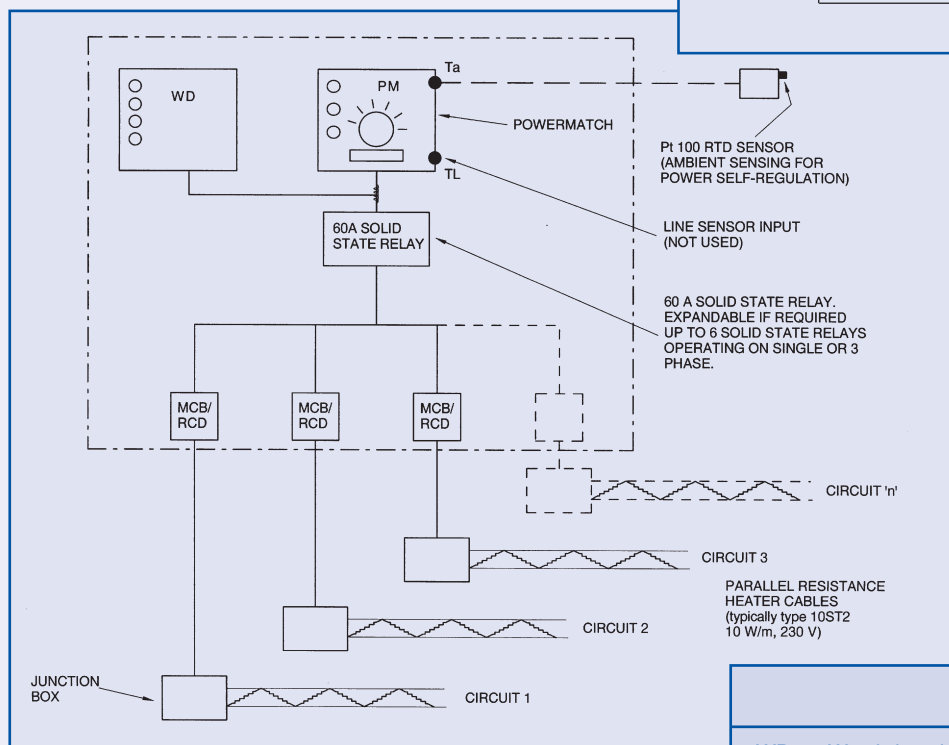 WD
PM
Ta
TL
POWERMATCH
Pt 100 RTD SENSOR
(AMBIENT SENSING FOR
POWER SELF-REGULATION)
LINE SENSOR INPUT
(NOT USED)
60A SOLID
STATE RELAY
60 A SOLID STATE RELAY.
EXPANDABLE IF REQUIRED
UP TO 6 SOLID STATE RELAYS
OPERATING ON SINGLE OR 3
PHASE.
MCB/
RCD
MCB/
RCD
MCB/
RCD
CIRCUIT 'n'
CIRCUIT 3
PARALLEL RESISTANCE
HEATER CABLES
(typically type 10ST2
10 W/m, 230 V)
CIRCUIT 2
JUNCTION
BOX
CIRCUIT 1